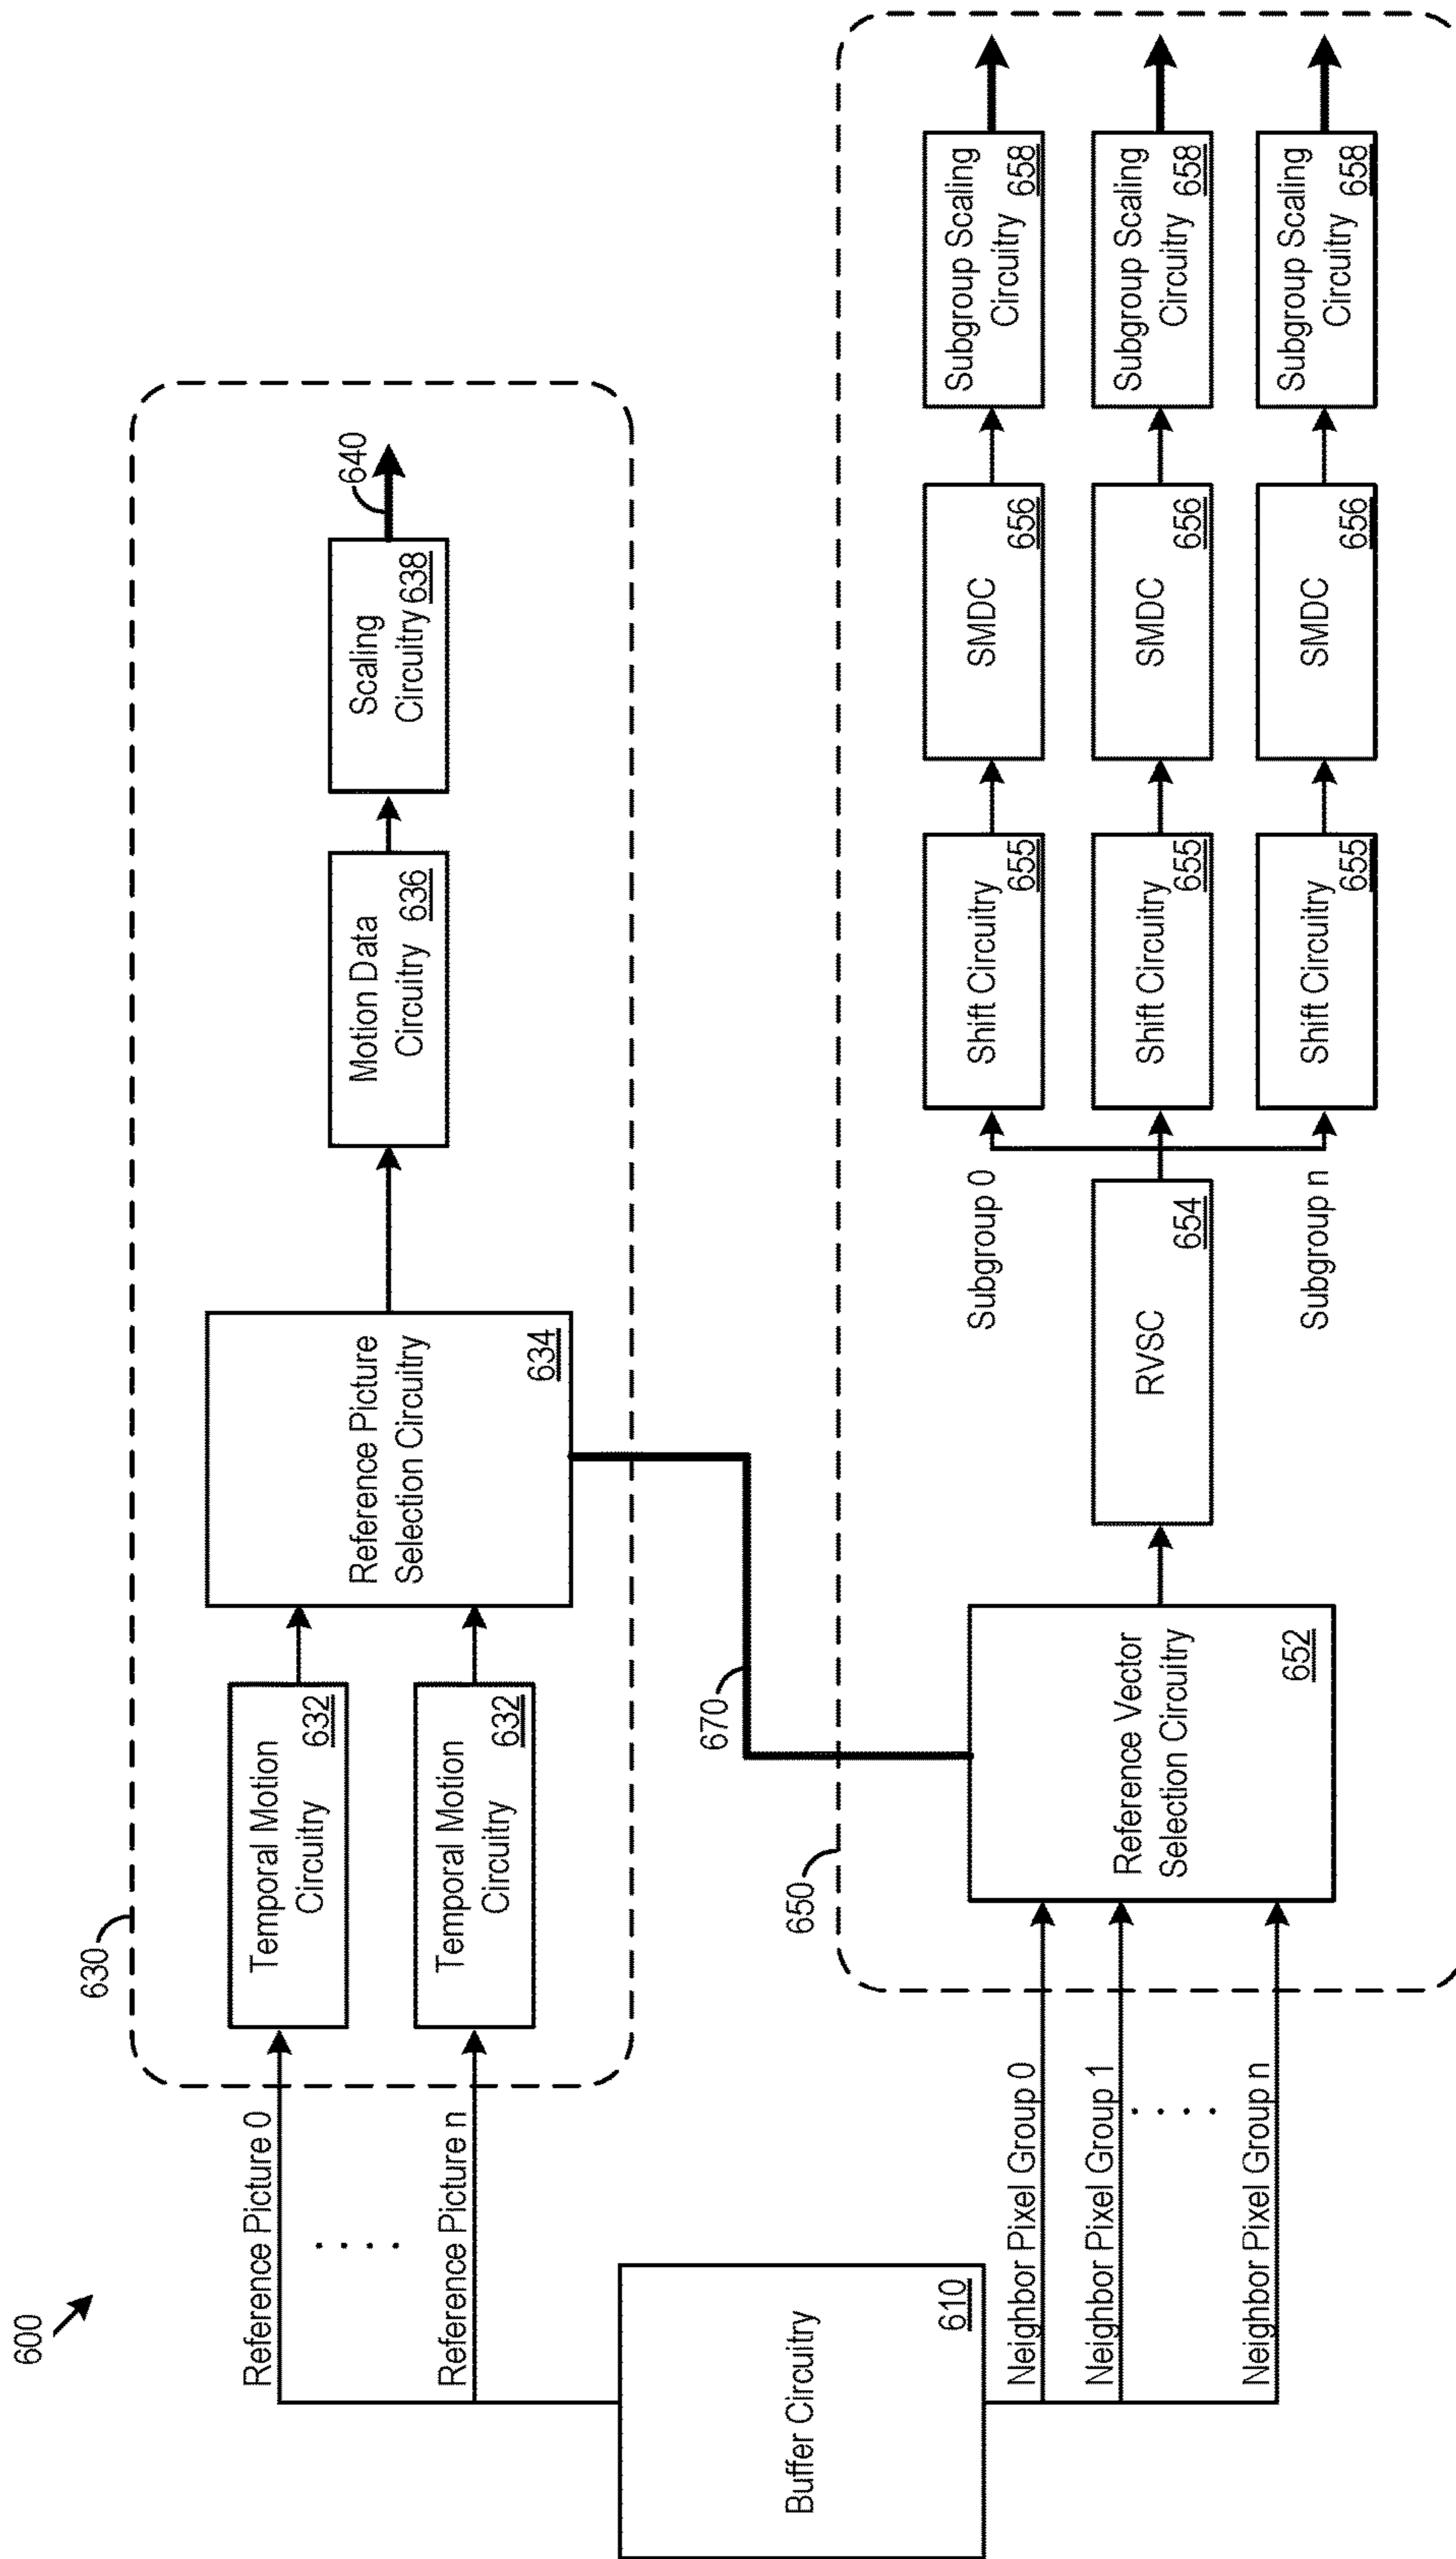 600
Buffer Circuitry
610
Reference Picture 0
. . . .
Reference Picture n
630
Temporal Motion
Circuitry
632
Temporal Motion
Circuitry
632
Reference Picture
Selection Circuitry
634
Motion Data
Circuitry
636
Scaling
Circuitry
638
640
670
Neighbor Pixel Group 0
Neighbor Pixel Group 1
. . . .
Neighbor Pixel Group n
650
Reference Vector
Selection Circuitry
652
RVSC
654
Subgroup 0
Subgroup n
Shift Circuitry
655
SMDC
656
Subgroup Scaling
Circuitry
658
Shift Circuitry
655
SMDC
656
Subgroup Scaling
Circuitry
658
Shift Circuitry
655
SMDC
656
Subgroup Scaling
Circuitry
658